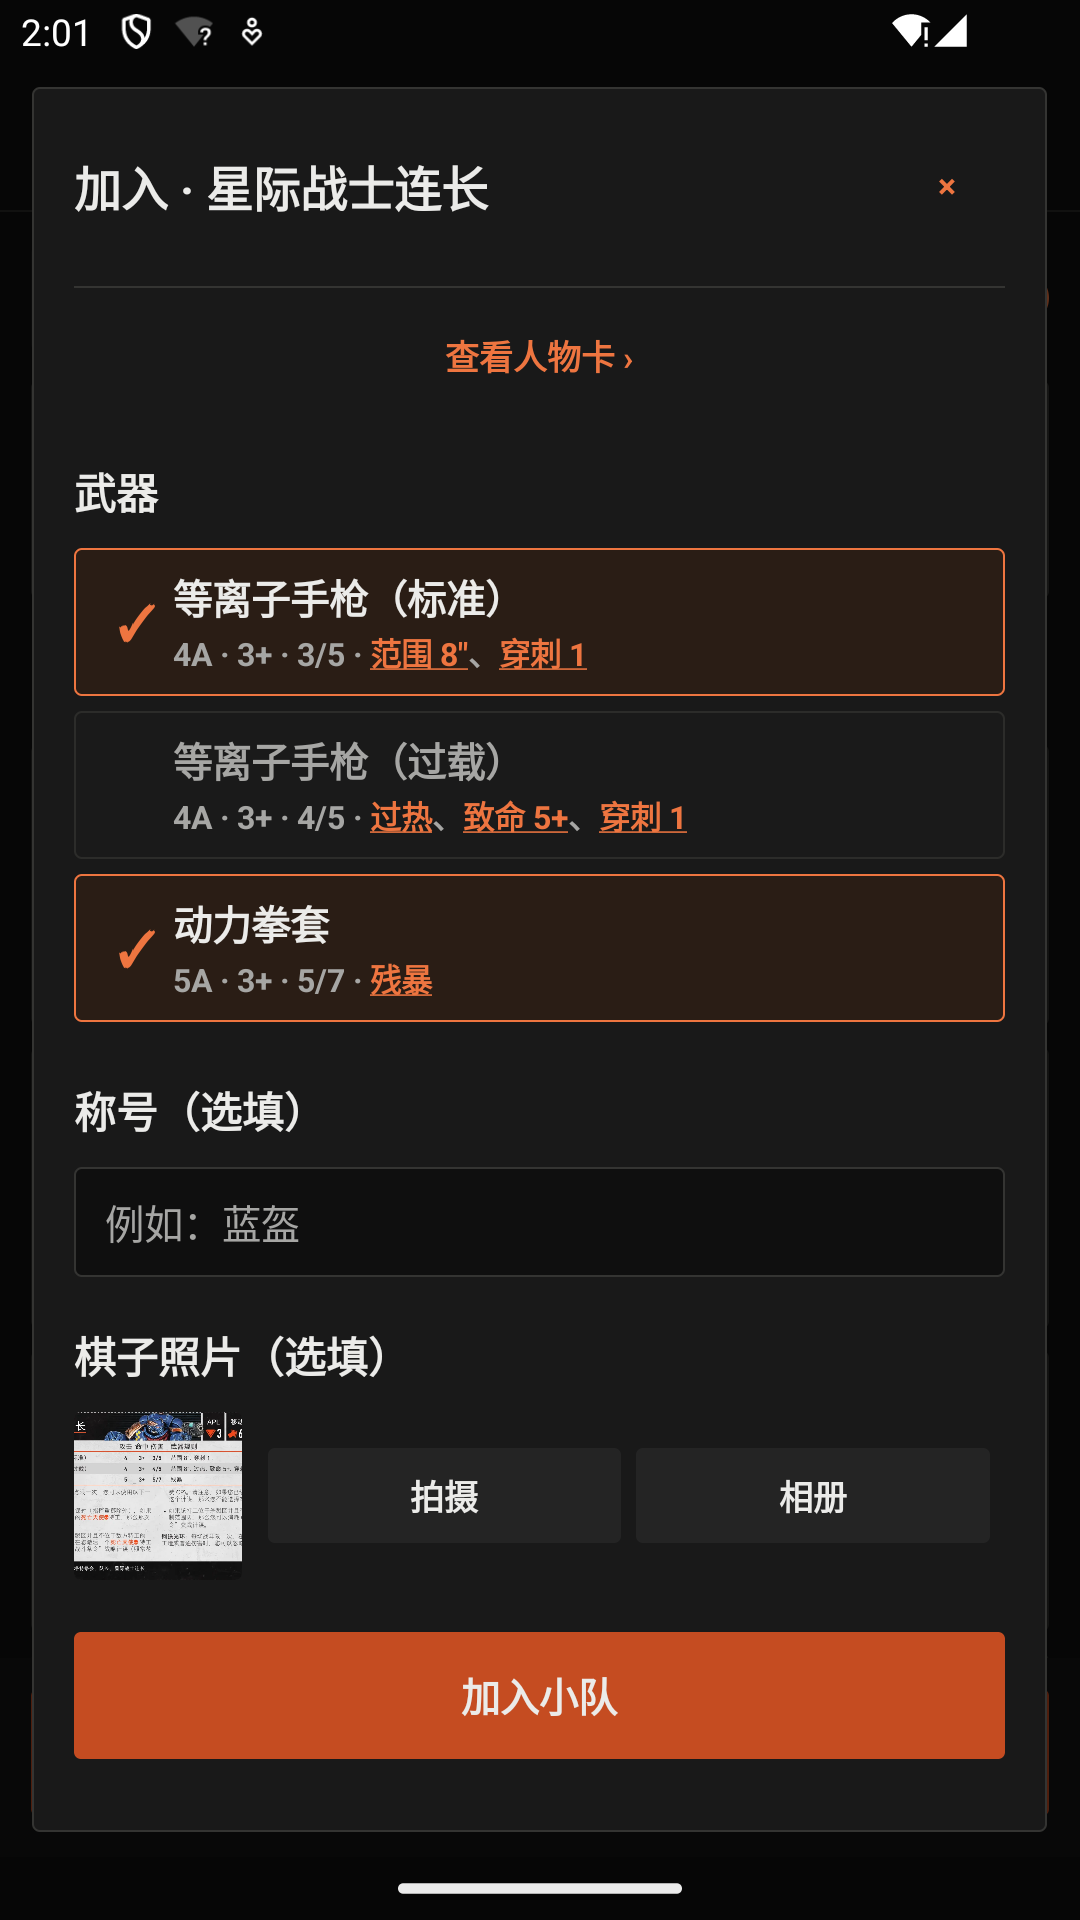 2:01
加入 · 星际战士连长
×
查看人物卡 ›
武器
✓ 等离子手枪（标准）
4A · 3+ · 3/5 · 范围 8"、穿刺 1
等离子手枪（过载）
4A · 3+ · 4/5 · 过热、致命 5+、穿刺 1
✓ 动力拳套
5A · 3+ · 5/7 · 残暴
称号（选填）
例如：蓝盔
棋子照片（选填）
长
APL
3
拍摄
相册
加入小队